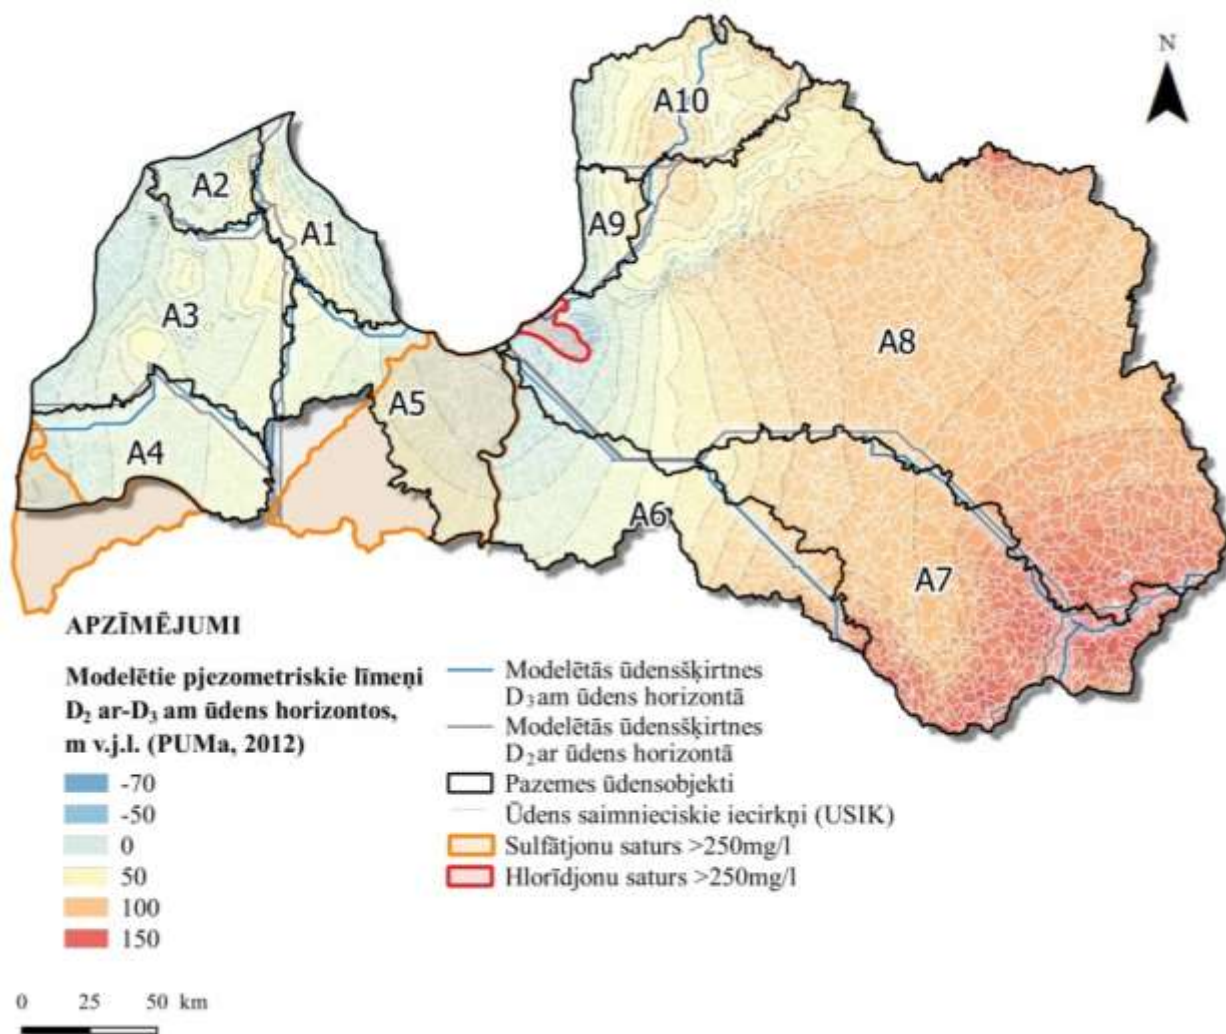 N
A10
A2
A1
A9
A3
A8
A5
A4
A6
A7
APZĪMĒJUMI
Modelētie pjezometriskie līmeņi
D₂ ar-D₃ am ūdens horizontos,
m v.j.l. (PUMa, 2012)
-70
-50
0
50
100
150
Modelētās ūdensšķirtnes
D₃am ūdens horizontā
Modelētās ūdensšķirtnes
D₂ar ūdens horizontā
Pazemes ūdensobjekti
Ūdens saimnieciskie iecirkņi (USIK)
Sulfātjonu saturs >250mg/l
Hlorīdjonu saturs >250mg/l
0 25 50 km